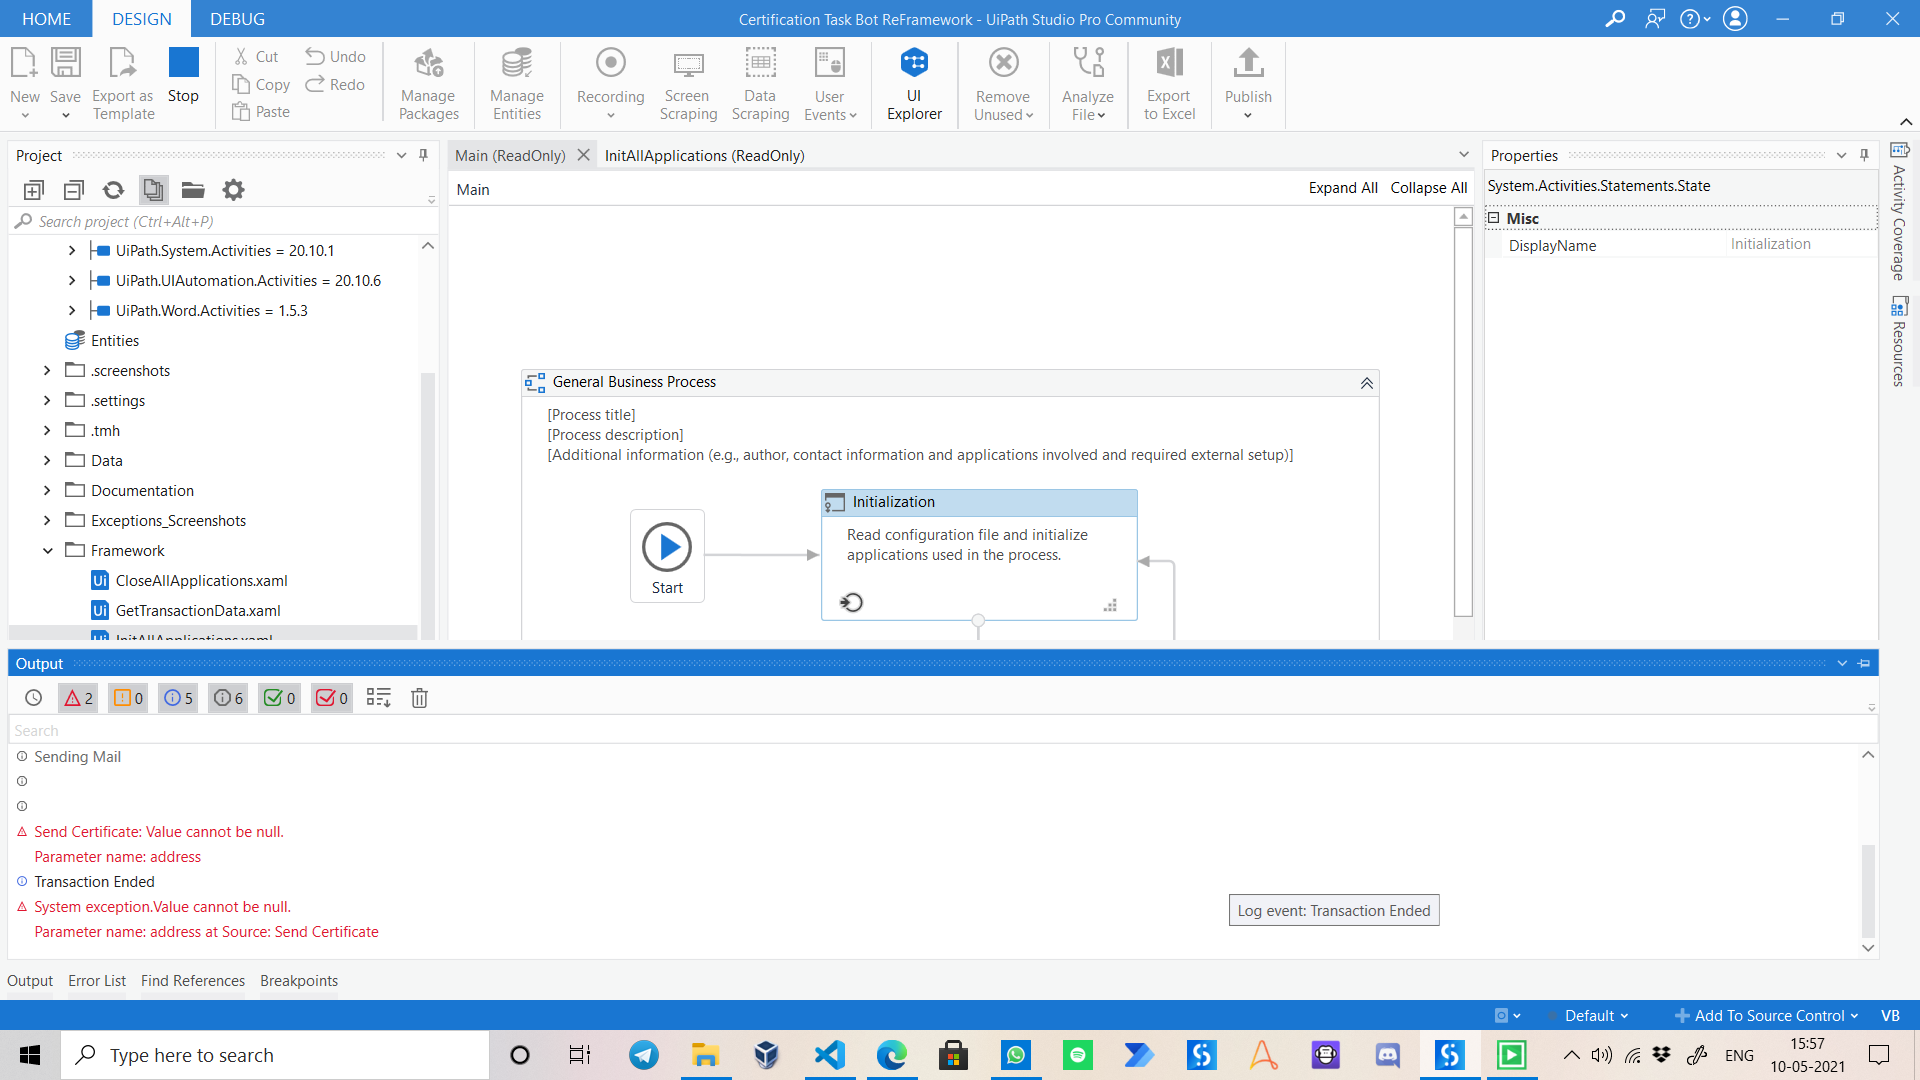 HOME DESIGN DEBUG
Certification Task Bot ReFramework - UiPath Studio Pro Community
New Save Export as Template Stop
Cut Copy Paste
Undo Redo
Manage Packages
Manage Entities
Recording
Screen Scraping
Data Scraping
User Events
UI Explorer
Remove Unused
Analyze File
Export to Excel
Publish
Project
Search project (Ctrl+Alt+P)
UiPath.System.Activities = 20.10.1
UiPath.UIAutomation.Activities = 20.10.6
UiPath.Word.Activities = 1.5.3
Entities
.screenshots
.settings
.tmh
Data
Documentation
Exceptions_Screenshots
Framework
Ui CloseAllApplications.xaml
Ui GetTransactionData.xaml
Ui InitAllApplications.xaml
Main (ReadOnly) InitAllApplications (ReadOnly)
Main
Expand All Collapse All
General Business Process
[Process title]
[Process description]
[Additional information (e.g., author, contact information and applications involved and required external setup)]
Start
Initialization
Read configuration file and initialize
applications used in the process.
Properties
System.Activities.Statements.State
Misc
DisplayName Initialization
Activity Coverage
Resources
Output
2 0 5 6 0 0
Search
Sending Mail
Send Certificate: Value cannot be null.
Parameter name: address
Transaction Ended
System exception.Value cannot be null.
Parameter name: address at Source: Send Certificate
Log event: Transaction Ended
Output Error List Find References Breakpoints
Default Add To Source Control VB
Type here to search
ENG
15:57
10-05-2021